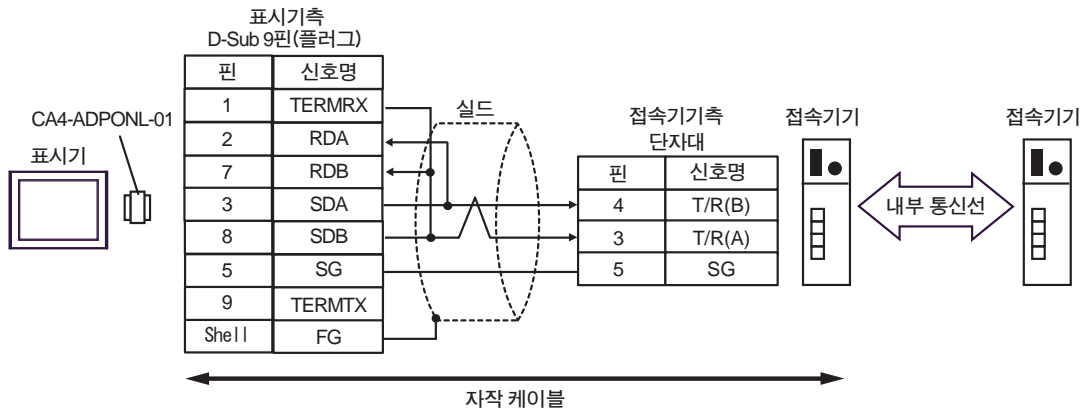 표시기측
D-Sub 9핀(플러그)
핀 신호명
1 TERMRX
2 RDA
7 RDB
3 SDA
8 SDB
5 SG
9 TERMTX
Shell FG
CA4-ADPONL-01
표시기
실드
접속기기측
단자대
핀 신호명
4 T/R(B)
3 T/R(A)
5 SG
접속기기
내부 통신선
접속기기
자작 케이블